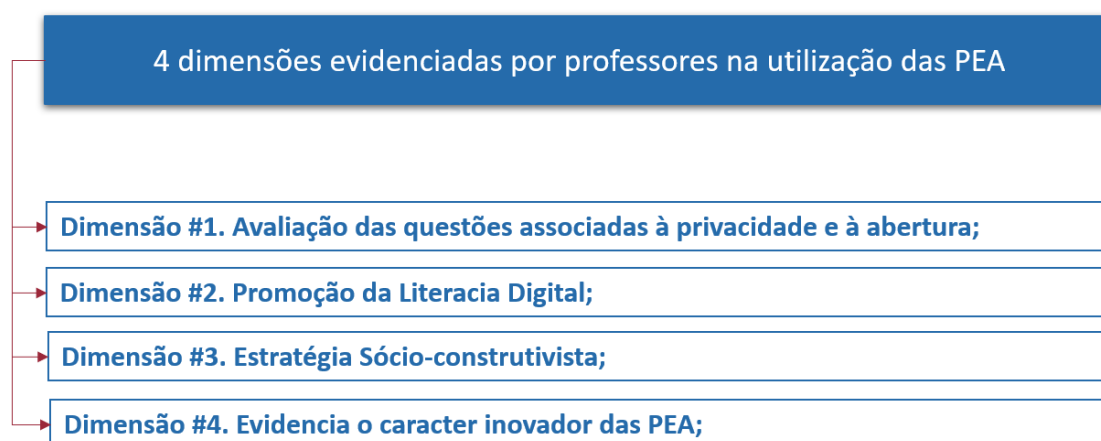 4 dimensões evidenciadas por professores na utilização das PEA
Dimensão #1. Avaliação das questões associadas à privacidade e à abertura;
Dimensão #2. Promoção da Literacia Digital;
Dimensão #3. Estratégia Sócio-construtivista;
Dimensão #4. Evidencia o caracter inovador das PEA;